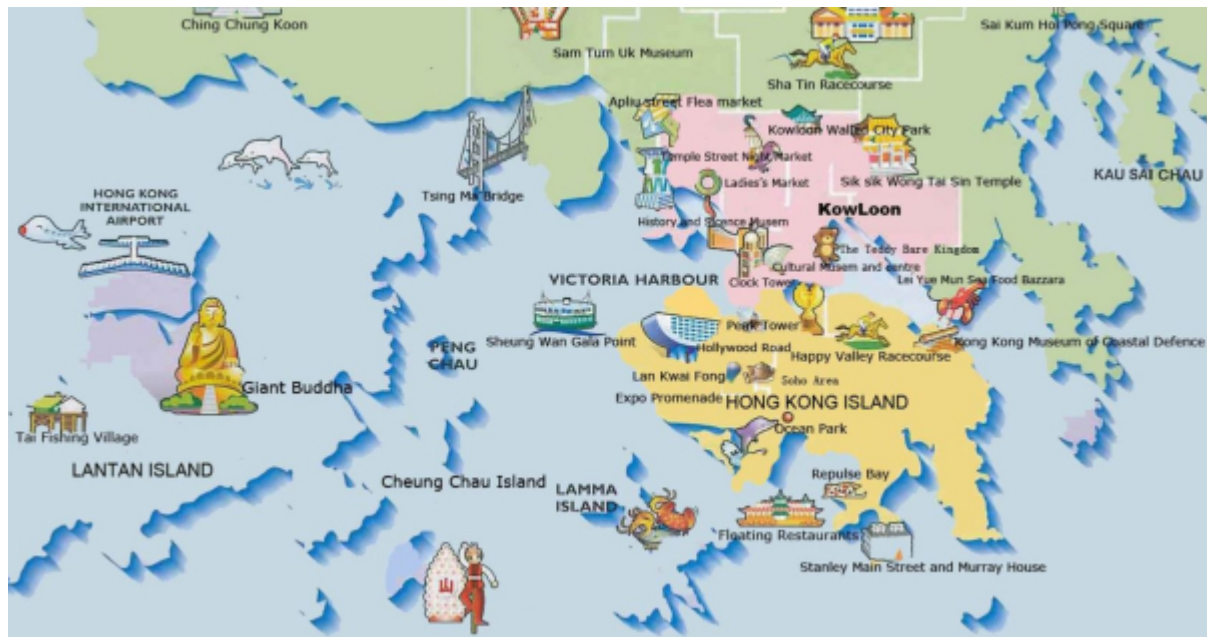 Ching Chung Koon
Sam Tum Uk Museum
Sai Kum Hoi Pong Square
Sha Tin Racecourse
Apliu street Flea market
Kowloon Walled City Park
Temple Street Night Market
Ladies's Market
Sik sik Wong Tai Sin Temple
KAU SAI CHAU
Tsing Ma Bridge
HONG KONG
INTERNATIONAL
AIRPORT
History and Science Musem
KowLoon
The Teddy Bare Kingdom
Cultural Musem and centre
Clock Tower
Lei Yue Mun Sea Food Bazzara
VICTORIA HARBOUR
Peak Tower
Sheung Wan Gala Point
Hollywood Road
Happy Valley Racecourse
Kong Kong Museum of Coastal Defence
PENG
CHAU
Lan Kwai Fong
Soho Area
Giant Buddha
Expo Promenade
HONG KONG ISLAND
Ocean Park
Tai Fishing Village
LANTAN ISLAND
Cheung Chau Island
LAMMA
ISLAND
Repulse Bay
Floating Restaurants
Stanley Main Street and Murray House
山